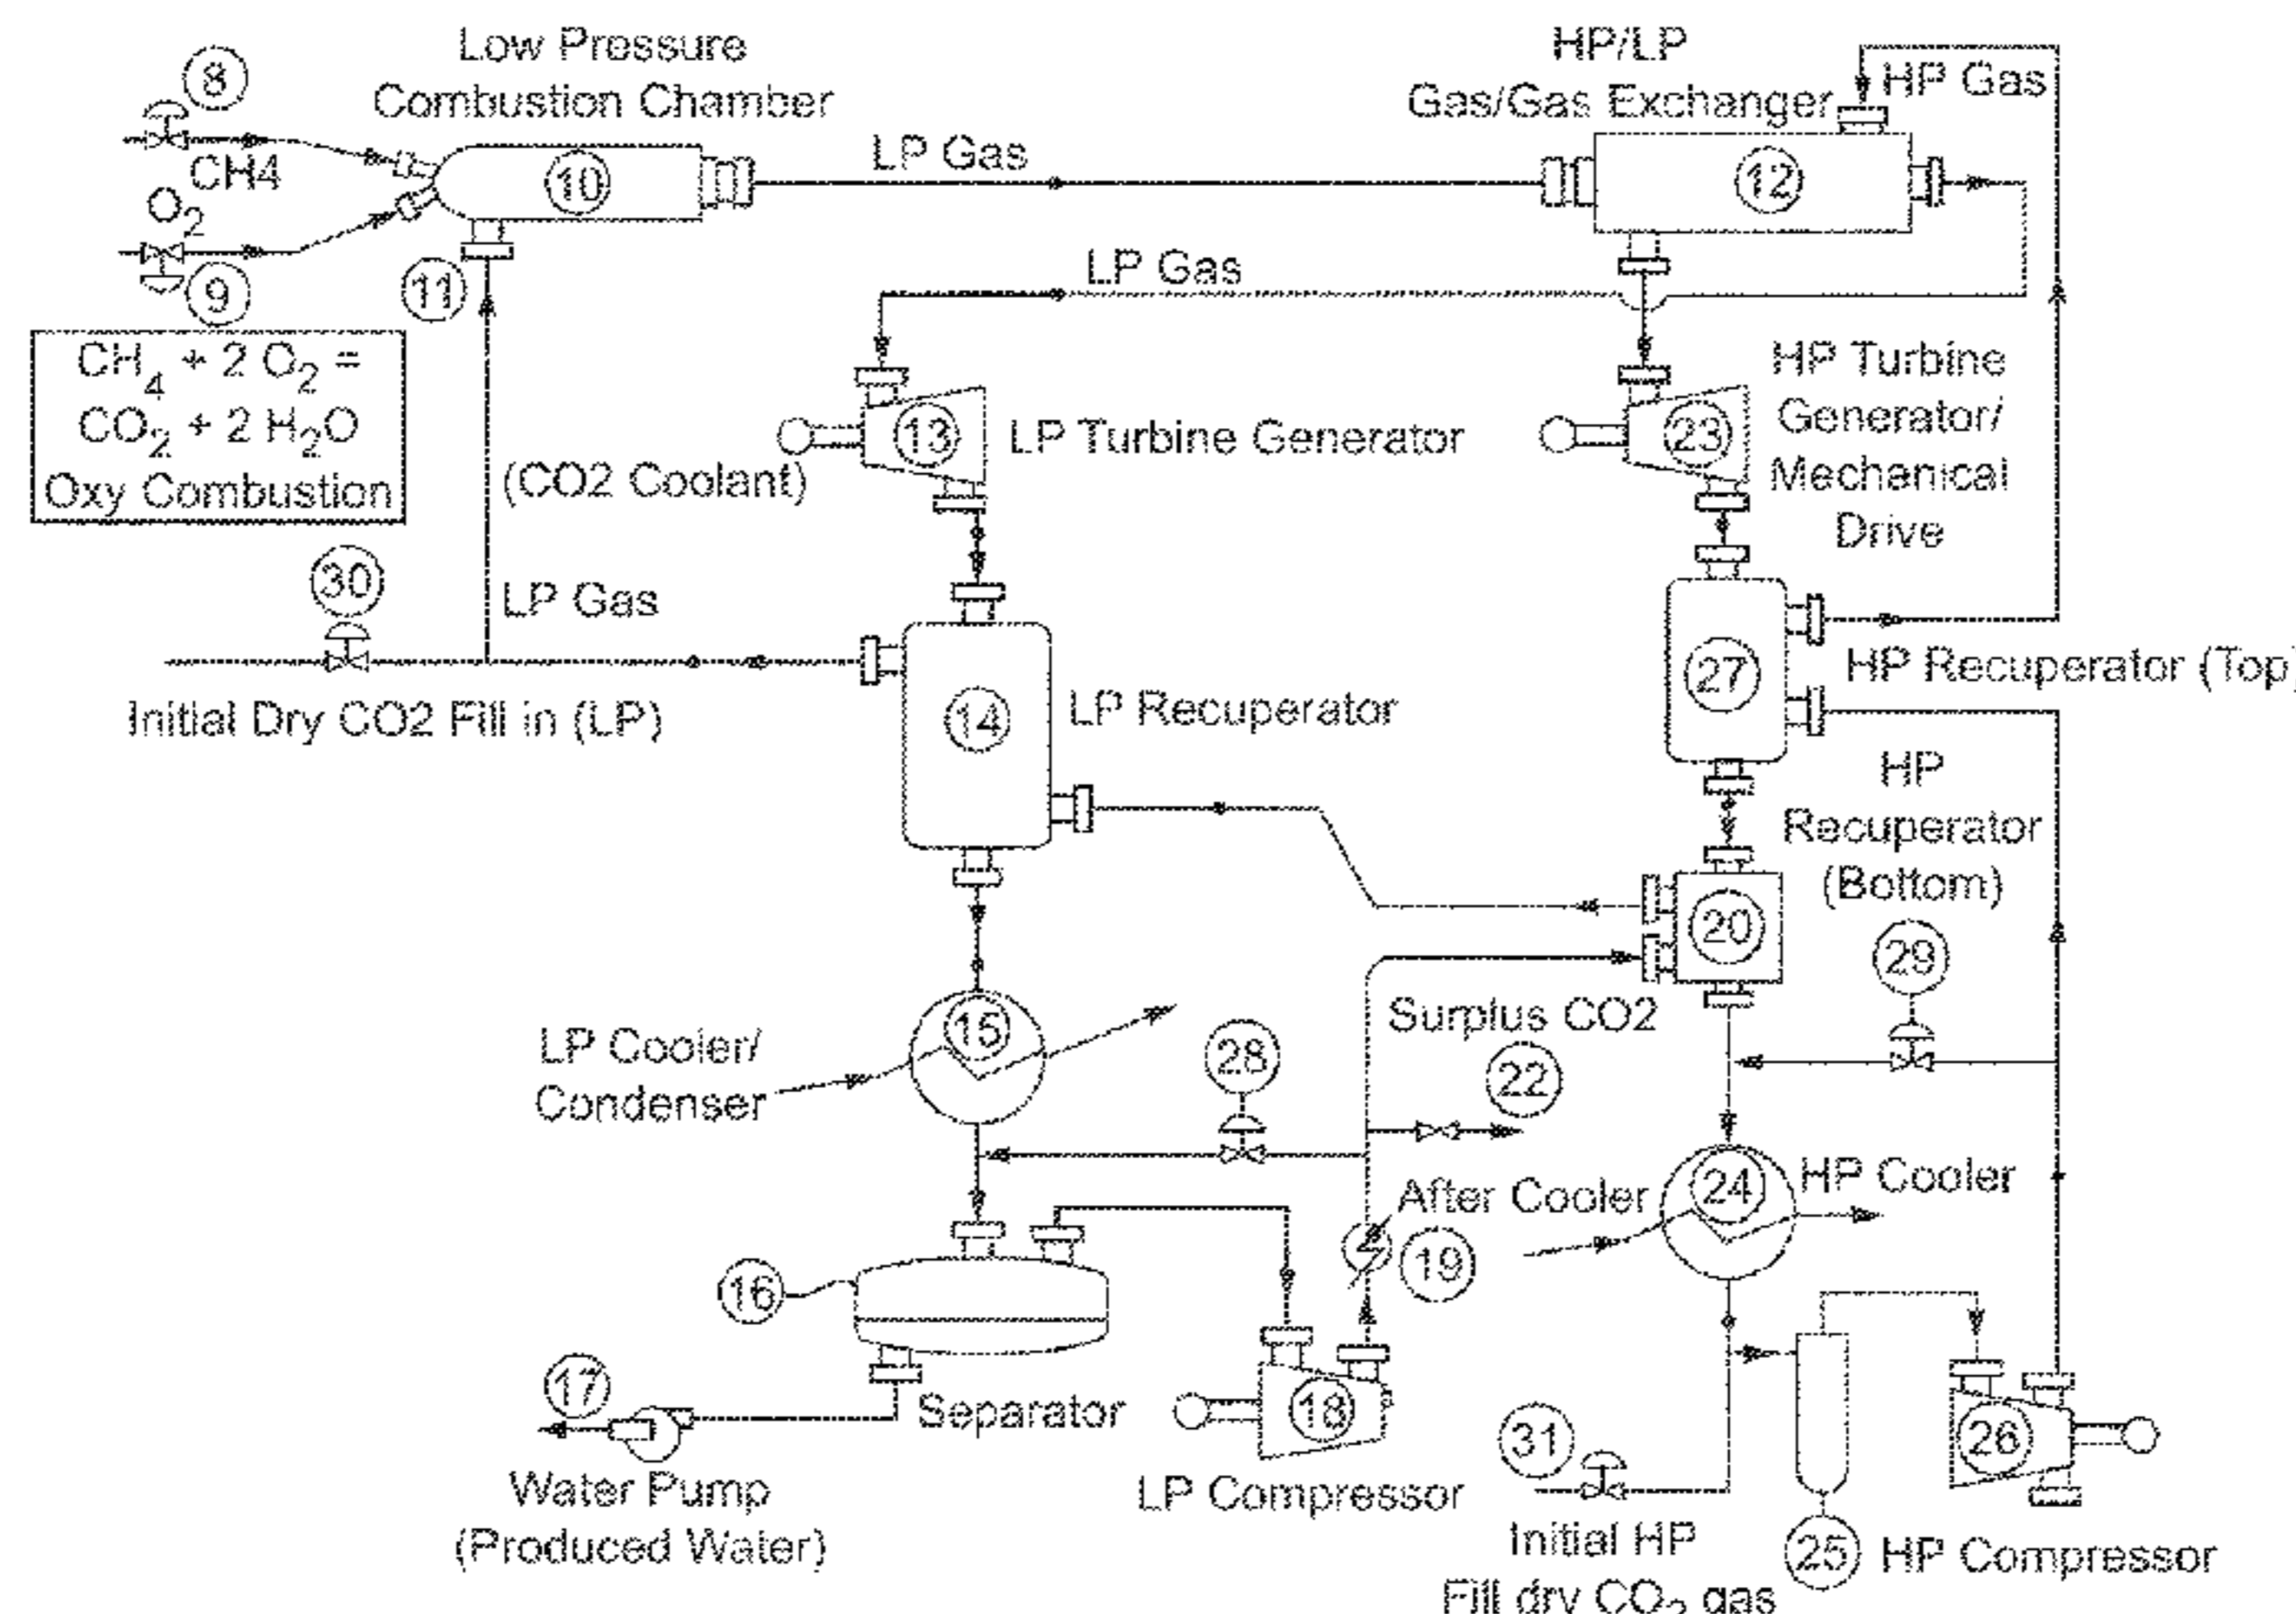 Low Pressure
Combustion Chamber
HP/LP
Gas/Gas Exchanger
HP Gas
8
CH4
O2
9
10
11
LP Gas
12
LP Gas
CH4 + 2 O2 =
CO2 + 2 H2O
Oxy Combustion
(CO2 Coolant)
13
LP Turbine Generator
23
HP Turbine
Generator/
Mechanical
Drive
30
LP Gas
Initial Dry CO2 Fill in (LP)
14
LP Recuperator
27
HP Recuperator (Top)
HP
Recuperator
(Bottom)
20
29
LP Cooler/
Condenser
15
28
Surplus CO2
22
After Cooler
19
24
HP Cooler
16
17
Separator
Water Pump
(Produced Water)
18
LP Compressor
31
Initial HP
Fill dry CO2 gas
25
26
HP Compressor